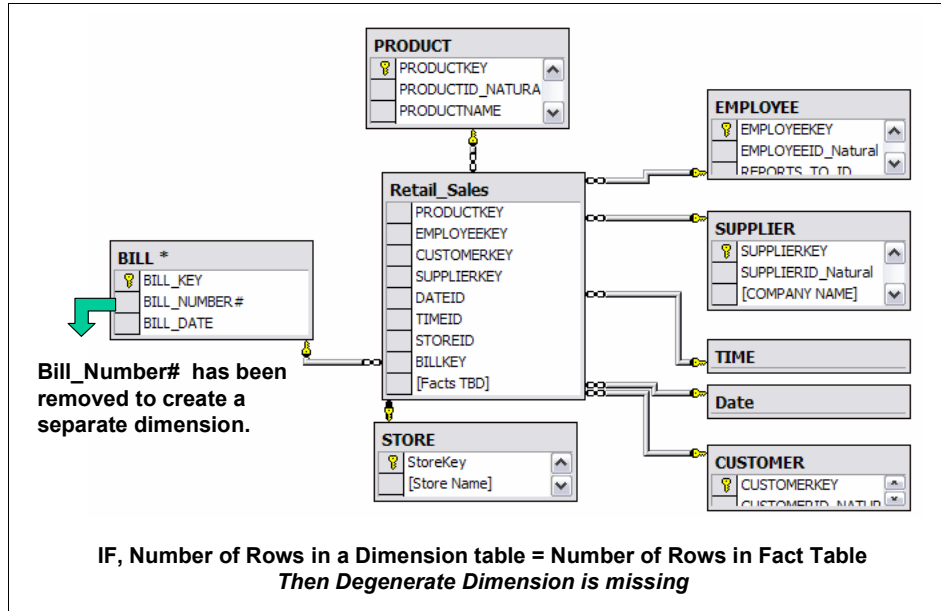 PRODUCT
PRODUCTKEY
PRODUCTID_NATURA
PRODUCTNAME
EMPLOYEE
EMPLOYEEKEY
EMPLOYEEID_Natural
REPORTS_TO_ID
Retail_Sales
PRODUCTKEY
EMPLOYEEKEY
CUSTOMERKEY
SUPPLIERKEY
DATEID
TIMEID
STOREID
BILLKEY
[Facts TBD]
SUPPLIER
SUPPLIERKEY
SUPPLIERID_Natural
[COMPANY NAME]
BILL *
BILL_KEY
BILL_NUMBER#
BILL_DATE
Bill_Number# has been
removed to create a
separate dimension.
TIME
Date
STORE
StoreKey
[Store Name]
CUSTOMER
CUSTOMERKEY
CUSTOMERID_NATUR
IF, Number of Rows in a Dimension table = Number of Rows in Fact Table
Then Degenerate Dimension is missing